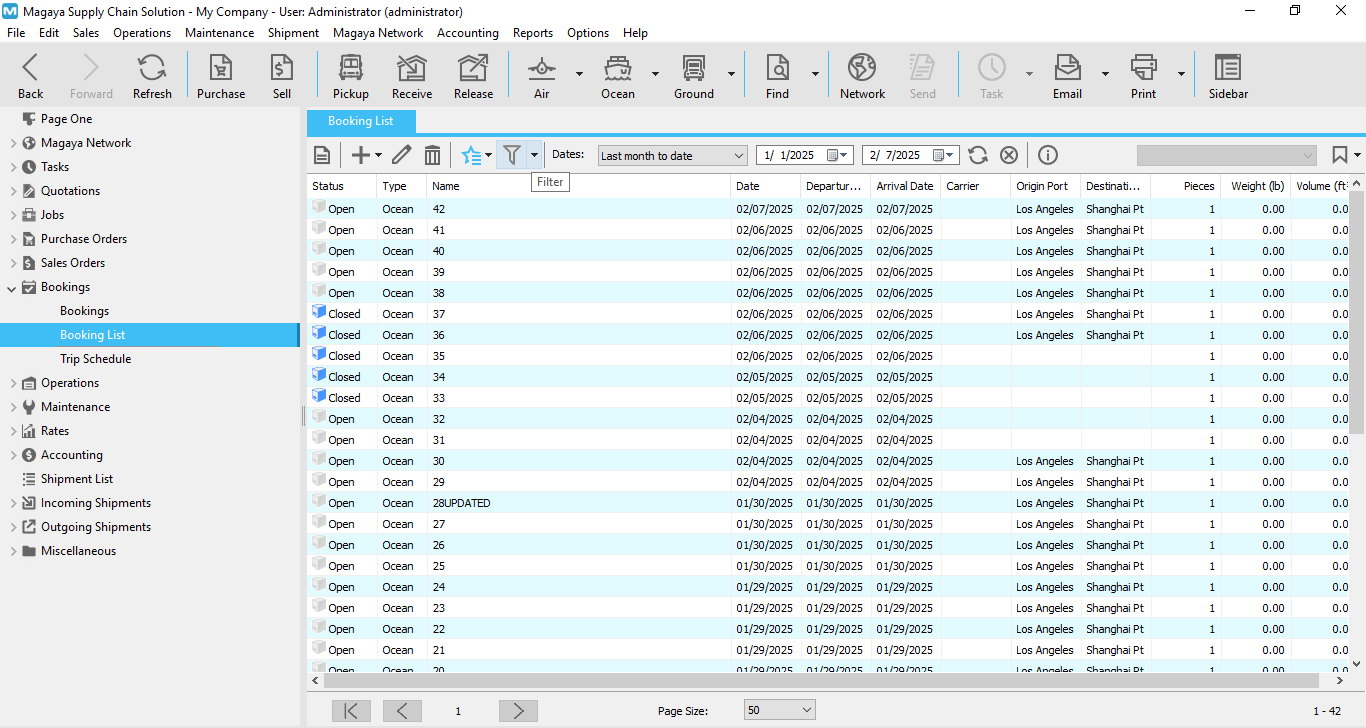 Magaya Supply Chain Solution - My Company - User: Administrator (administrator)
File Edit Sales Operations Maintenance Shipment Magaya Network Accounting Reports Options Help
Back Forward Refresh Purchase Sell Pickup Receive Release Air Ocean Ground Find Network Send Task Email Print Sidebar
Page One
Magaya Network
Tasks
Quotations
Jobs
Purchase Orders
Sales Orders
Bookings
Bookings
Booking List
Trip Schedule
Operations
Maintenance
Rates
Accounting
Shipment List
Incoming Shipments
Outgoing Shipments
Miscellaneous
Booking List
Dates: Last month to date 1/ 1/2025 2/ 7/2025
Filter
Status Type Name Date Departur... Arrival Date Carrier Origin Port Destinati... Pieces Weight (lb) Volume (ft³
Open Ocean 42 02/07/2025 02/07/2025 02/07/2025 Los Angeles Shanghai Pt 1 0.00 0.0
Open Ocean 41 02/06/2025 02/06/2025 02/06/2025 Los Angeles Shanghai Pt 1 0.00 0.0
Open Ocean 40 02/06/2025 02/06/2025 02/06/2025 Los Angeles Shanghai Pt 1 0.00 0.0
Open Ocean 39 02/06/2025 02/06/2025 02/06/2025 Los Angeles Shanghai Pt 1 0.00 0.0
Open Ocean 38 02/06/2025 02/06/2025 02/06/2025 Los Angeles Shanghai Pt 1 0.00 0.0
Closed Ocean 37 02/06/2025 02/06/2025 02/06/2025 Los Angeles Shanghai Pt 1 0.00 0.0
Closed Ocean 36 02/06/2025 02/06/2025 02/06/2025 Los Angeles Shanghai Pt 1 0.00 0.0
Closed Ocean 35 02/06/2025 02/06/2025 02/06/2025 1 0.00 0.0
Closed Ocean 34 02/05/2025 02/05/2025 02/05/2025 1 0.00 0.0
Closed Ocean 33 02/05/2025 02/05/2025 02/05/2025 1 0.00 0.0
Open Ocean 32 02/04/2025 02/04/2025 02/04/2025 1 0.00 0.0
Open Ocean 31 02/04/2025 02/04/2025 02/04/2025 1 0.00 0.0
Open Ocean 30 02/04/2025 02/04/2025 02/04/2025 Los Angeles Shanghai Pt 1 0.00 0.0
Open Ocean 29 02/04/2025 02/04/2025 02/04/2025 Los Angeles Shanghai Pt 1 0.00 0.0
Open Ocean 28UPDATED 01/30/2025 01/30/2025 01/30/2025 Los Angeles Shanghai Pt 1 0.00 0.0
Open Ocean 27 01/30/2025 01/30/2025 01/30/2025 Los Angeles Shanghai Pt 1 0.00 0.0
Open Ocean 26 01/30/2025 01/30/2025 01/30/2025 Los Angeles Shanghai Pt 1 0.00 0.0
Open Ocean 25 01/30/2025 01/30/2025 01/30/2025 Los Angeles Shanghai Pt 1 0.00 0.0
Open Ocean 24 01/29/2025 01/29/2025 01/29/2025 Los Angeles Shanghai Pt 1 0.00 0.0
Open Ocean 23 01/29/2025 01/29/2025 01/29/2025 Los Angeles Shanghai Pt 1 0.00 0.0
Open Ocean 22 01/29/2025 01/29/2025 01/29/2025 Los Angeles Shanghai Pt 1 0.00 0.0
Open Ocean 21 01/29/2025 01/29/2025 01/29/2025 Los Angeles Shanghai Pt 1 0.00 0.0
Open Ocean 20 01/29/2025 01/29/2025 01/29/2025 Los Angeles Shanghai Pt 1 0.00 0.0
1 Page Size: 50 1 - 42